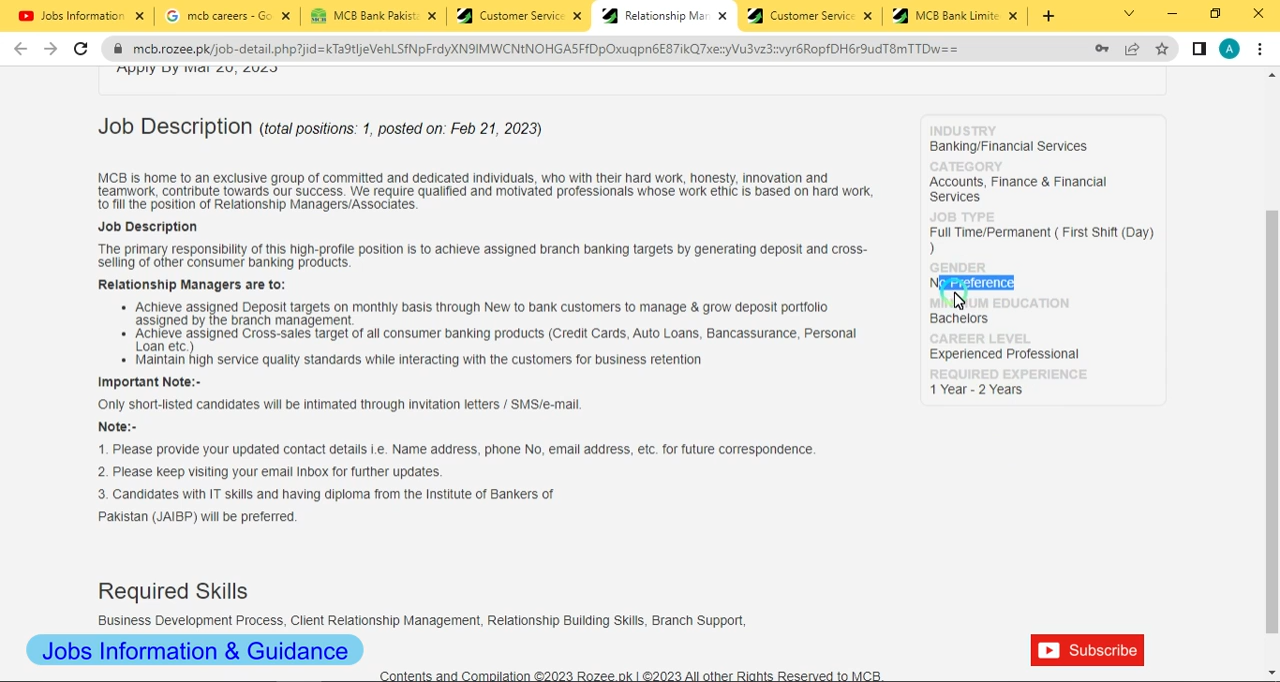 Jobs Information
mcb careers - Go
MCB Bank Pakist
Customer Service
Relationship Man
Customer Service
MCB Bank Limite
mcb.rozee.pk/job-detail.php?jid=kTa9tIjeVehLSfNpFrdyXN9IMWCNtNOHGA5FfDpOxuqpn6E87ikQ7xe::yVu3vz3::vyr6RopfDH6r9udT8mTTDw==
A
Apply By Mar 20, 2023
Job Description (total positions: 1, posted on: Feb 21, 2023)
MCB is home to an exclusive group of committed and dedicated individuals, who with their hard work, honesty, innovation and
teamwork, contribute towards our success. We require qualified and motivated professionals whose work ethic is based on hard work,
to fill the position of Relationship Managers/Associates.
Job Description
The primary responsibility of this high-profile position is to achieve assigned branch banking targets by generating deposit and cross-
selling of other consumer banking products.
Relationship Managers are to:
• Achieve assigned Deposit targets on monthly basis through New to bank customers to manage & grow deposit portfolio
assigned by the branch management.
• Achieve assigned Cross-sales target of all consumer banking products (Credit Cards, Auto Loans, Bancassurance, Personal
Loan etc.)
• Maintain high service quality standards while interacting with the customers for business retention
Important Note:-
Only short-listed candidates will be intimated through invitation letters / SMS/e-mail.
Note:-
1. Please provide your updated contact details i.e. Name address, phone No, email address, etc. for future correspondence.
2. Please keep visiting your email Inbox for further updates.
3. Candidates with IT skills and having diploma from the Institute of Bankers of
Pakistan (JAIBP) will be preferred.
INDUSTRY
Banking/Financial Services
CATEGORY
Accounts, Finance & Financial
Services
JOB TYPE
Full Time/Permanent ( First Shift (Day)
)
GENDER
No Preference
MINIMUM EDUCATION
Bachelors
CAREER LEVEL
Experienced Professional
REQUIRED EXPERIENCE
1 Year - 2 Years
Required Skills
Business Development Process, Client Relationship Management, Relationship Building Skills, Branch Support,
Jobs Information & Guidance
Subscribe
Contents and Compilation ©2023 Rozee.pk | ©2023 All other Rights Reserved to MCB.